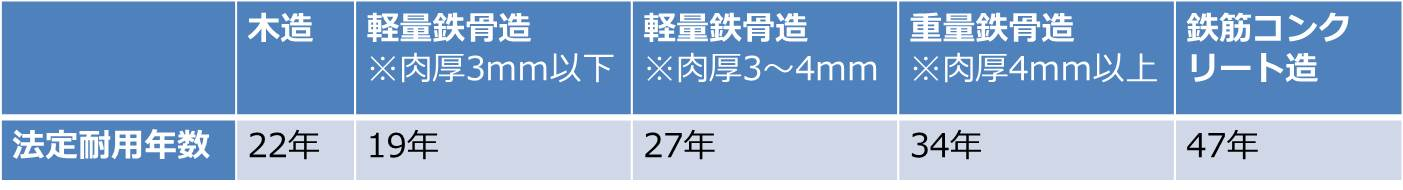 木造
軽量鉄骨造
※肉厚3mm以下
軽量鉄骨造
※肉厚3～4mm
重量鉄骨造
※肉厚4mm以上
鉄筋コンク
リート造
法定耐用年数
22年
19年
27年
34年
47年